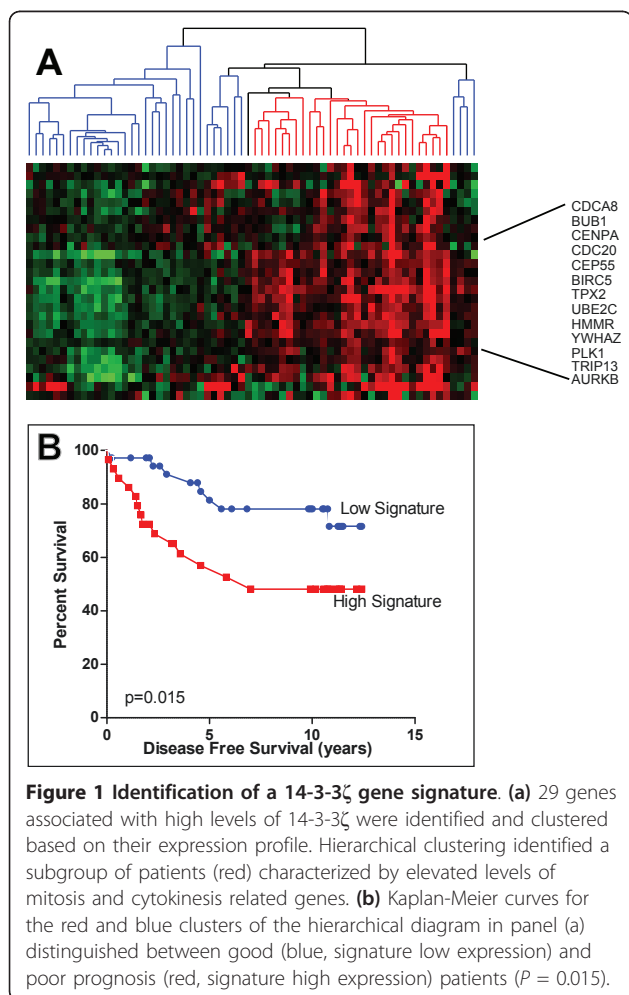 A
CDCA8
BUB1
CENPA
CDC20
CEP55
BIRC5
TPX2
UBE2C
HMMR
YWHAZ
PLK1
TRIP13
AURKB
B
100
80
60
40
20
0
Percent Survival
Low Signature
High Signature
p=0.015
0 5 10 15
Disease Free Survival (years)
Figure 1 Identification of a 14-3-3ζ gene signature. (a) 29 genes
associated with high levels of 14-3-3ζ were identified and clustered
based on their expression profile. Hierarchical clustering identified a
subgroup of patients (red) characterized by elevated levels of
mitosis and cytokinesis related genes. (b) Kaplan-Meier curves for
the red and blue clusters of the hierarchical diagram in panel (a)
distinguished between good (blue, signature low expression) and
poor prognosis (red, signature high expression) patients (P = 0.015).